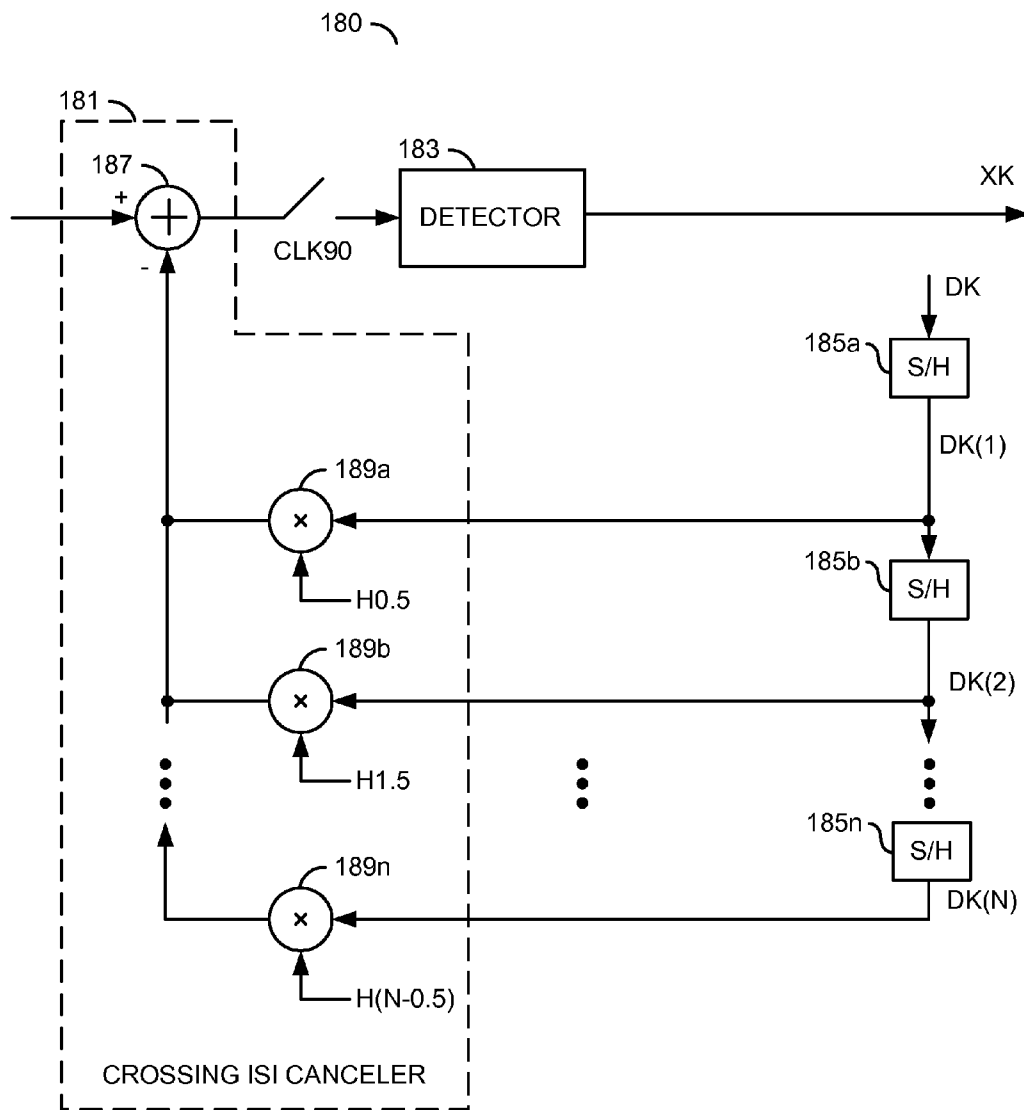 180
181
187
183
XK
+
+
DETECTOR
CLK90
-
DK
185a
S/H
DK(1)
189a
×
185b
S/H
H0.5
189b
×
DK(2)
H1.5
185n
S/H
189n
×
DK(N)
H(N-0.5)
CROSSING ISI CANCELER